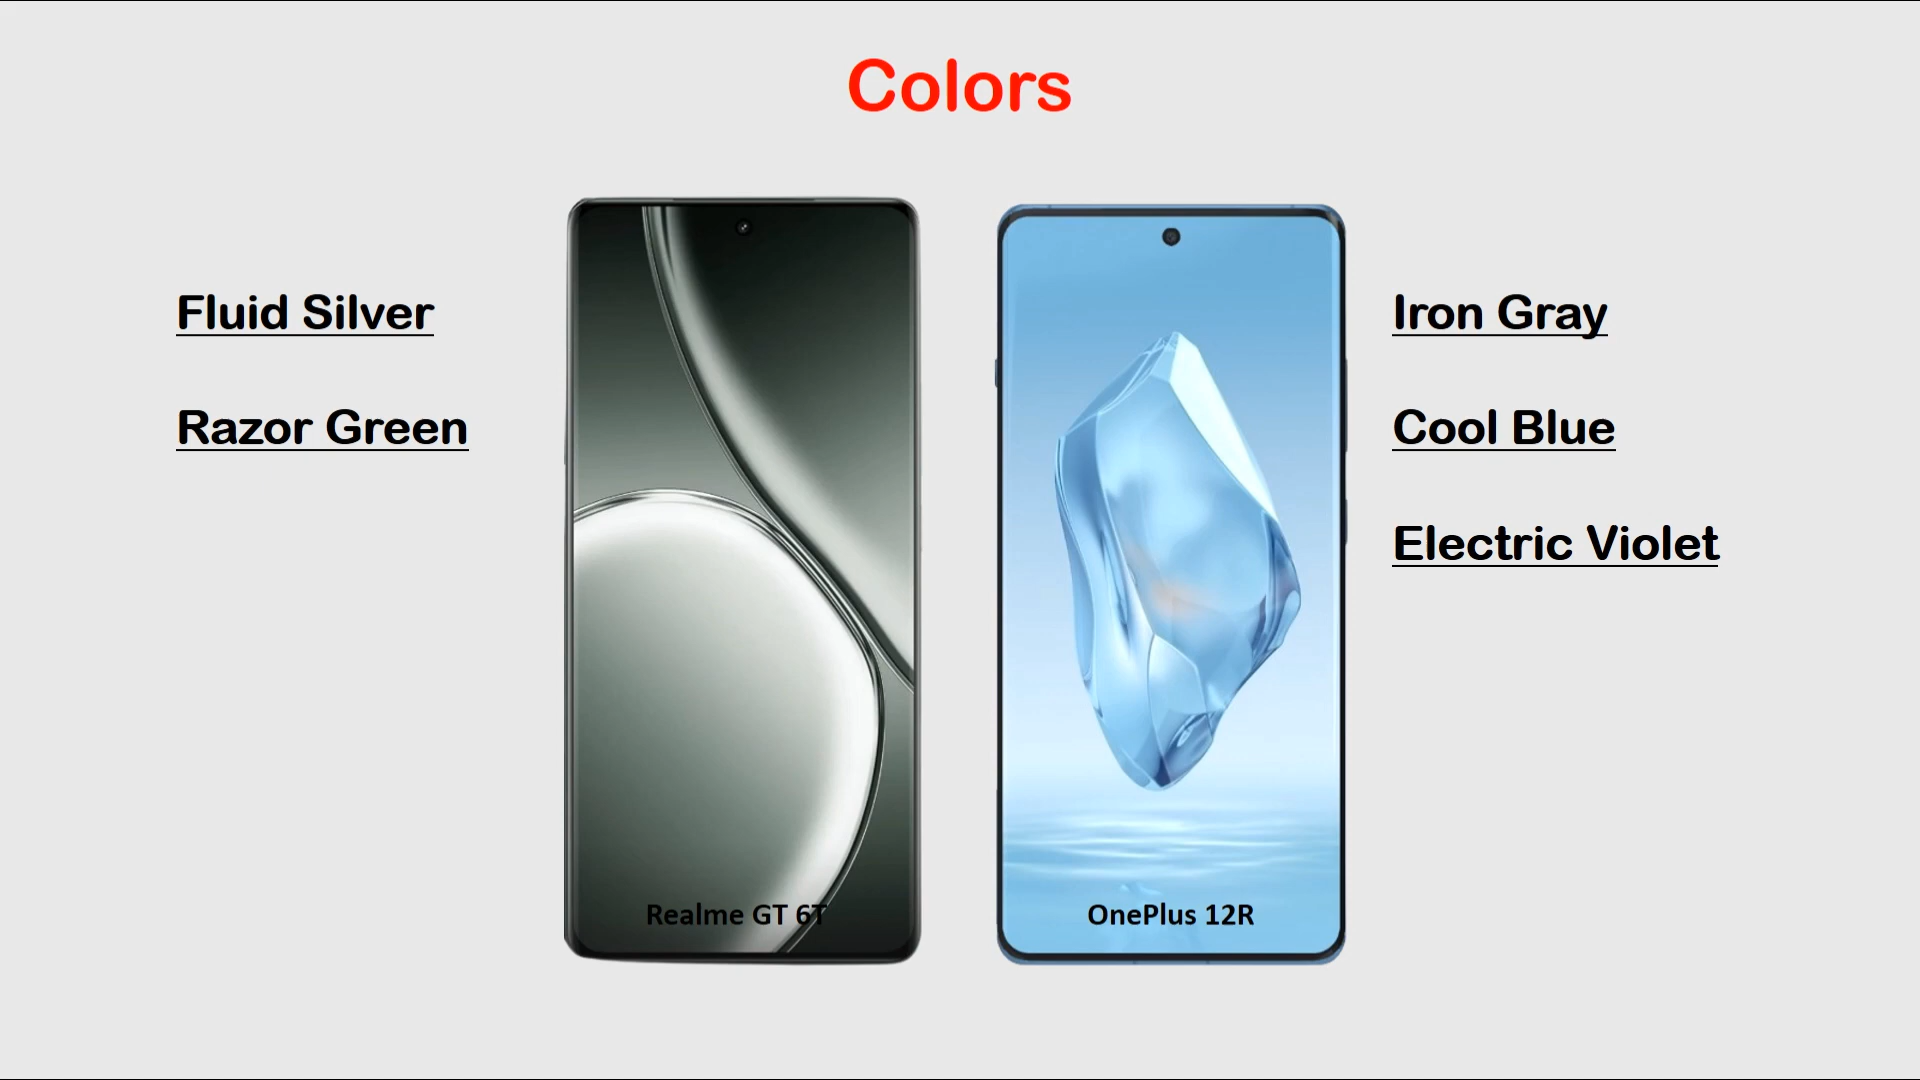 Colors
Fluid Silver
Razor Green
Iron Gray
Cool Blue
Electric Violet
Realme GT 6T
OnePlus 12R